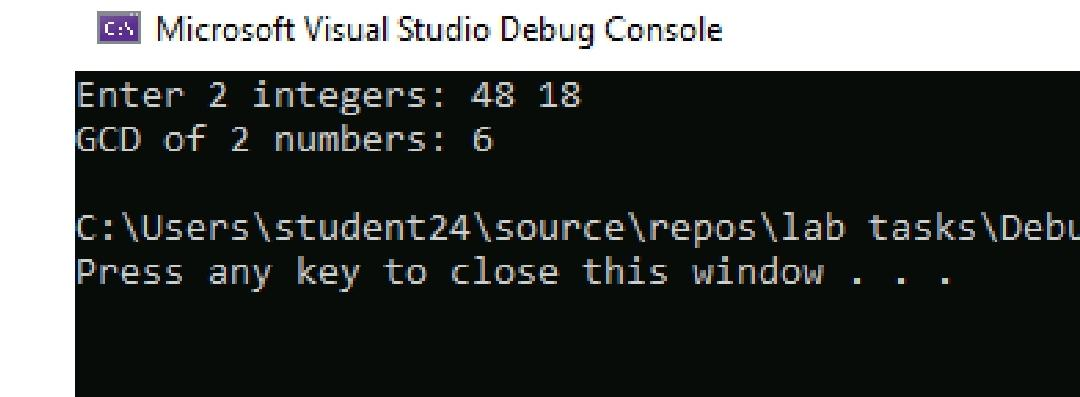 Microsoft Visual Studio Debug Console
Enter 2 integers: 48 18
GCD of 2 numbers: 6
C:\Users\student24\source\repos\lab tasks\Debu
Press any key to close this window . . .